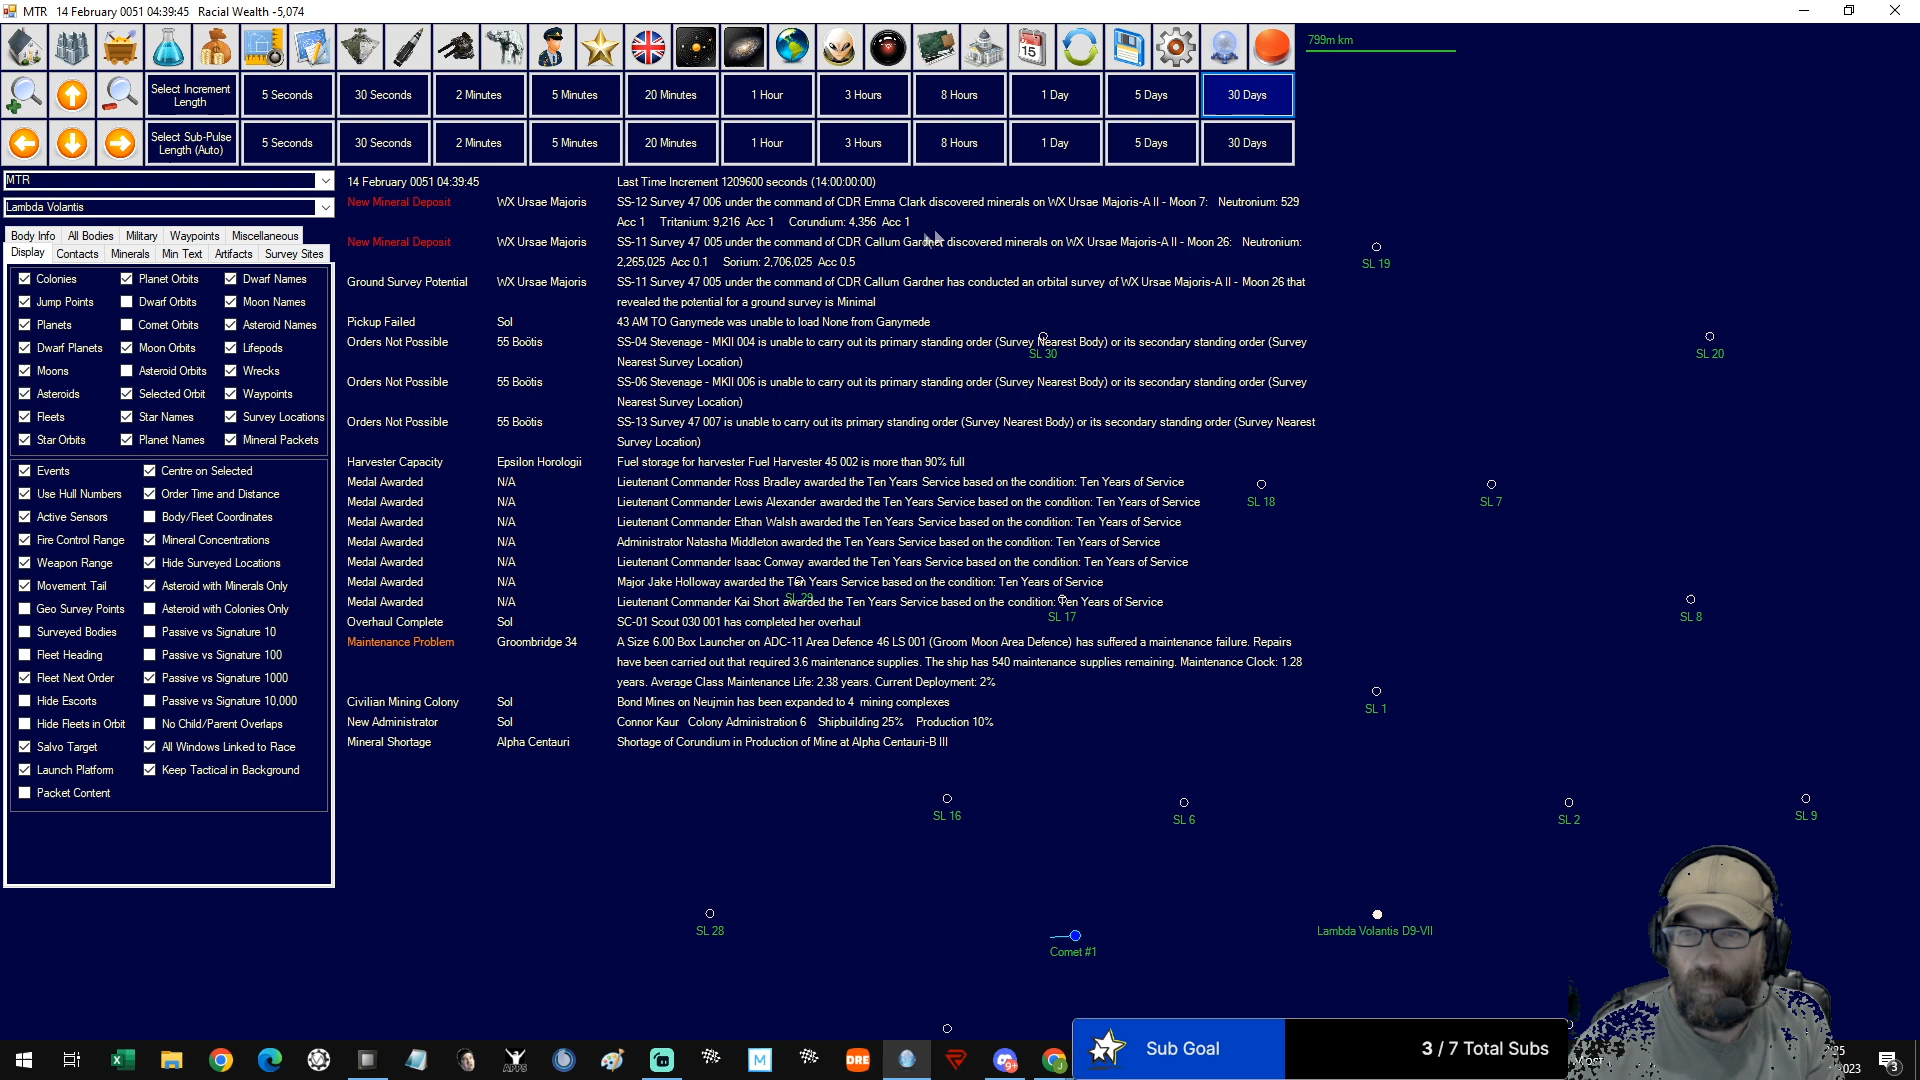 MTR 14 February 0051 04:39:45 Racial Wealth -5,074
799m km
Select Increment Length
5 Seconds
30 Seconds
2 Minutes
5 Minutes
20 Minutes
1 Hour
3 Hours
8 Hours
1 Day
5 Days
30 Days
Select Sub-Pulse Length (Auto)
5 Seconds
30 Seconds
2 Minutes
5 Minutes
20 Minutes
1 Hour
3 Hours
8 Hours
1 Day
5 Days
30 Days
MTR
Lambda Volantis
Body Info All Bodies Military Waypoints Miscellaneous
Display Contacts Minerals Min Text Artifacts Survey Sites
Colonies Planet Orbits Dwarf Names
Jump Points Dwarf Orbits Moon Names
Planets Comet Orbits Asteroid Names
Dwarf Planets Moon Orbits Lifepods
Moons Asteroid Orbits Wrecks
Asteroids Selected Orbit Waypoints
Fleets Star Names Survey Locations
Star Orbits Planet Names Mineral Packets
Events Centre on Selected
Use Hull Numbers Order Time and Distance
Active Sensors Body/Fleet Coordinates
Fire Control Range Mineral Concentrations
Weapon Range Hide Surveyed Locations
Movement Tail Asteroid with Minerals Only
Geo Survey Points Asteroid with Colonies Only
Surveyed Bodies Passive vs Signature 10
Fleet Heading Passive vs Signature 100
Fleet Next Order Passive vs Signature 1000
Hide Escorts Passive vs Signature 10,000
Hide Fleets in Orbit No Child/Parent Overlaps
Salvo Target All Windows Linked to Race
Launch Platform Keep Tactical in Background
Packet Content
14 February 0051 04:39:45 Last Time Increment 1209600 seconds (14:00:00:00)
New Mineral Deposit WX Ursae Majoris SS-12 Survey 47 006 under the command of CDR Emma Clark discovered minerals on WX Ursae Majoris-A II - Moon 7: Neutronium: 529
Acc 1 Tritanium: 9,216 Acc 1 Corundium: 4,356 Acc 1
New Mineral Deposit WX Ursae Majoris SS-11 Survey 47 005 under the command of CDR Callum Gardner discovered minerals on WX Ursae Majoris-A II - Moon 26: Neutronium:
2,265,025 Acc 0.1 Sorium: 2,706,025 Acc 0.5
Ground Survey Potential WX Ursae Majoris SS-11 Survey 47 005 under the command of CDR Callum Gardner has conducted an orbital survey of WX Ursae Majoris-A II - Moon 26 that
revealed the potential for a ground survey is Minimal
Pickup Failed Sol 43 AM TO Ganymede was unable to load None from Ganymede
Orders Not Possible 55 Boötis SS-04 Stevenage - MKII 004 is unable to carry out its primary standing order (Survey Nearest Body) or its secondary standing order (Survey
Nearest Survey Location)
Orders Not Possible 55 Boötis SS-06 Stevenage - MKII 006 is unable to carry out its primary standing order (Survey Nearest Body) or its secondary standing order (Survey
Nearest Survey Location)
Orders Not Possible 55 Boötis SS-13 Survey 47 007 is unable to carry out its primary standing order (Survey Nearest Body) or its secondary standing order (Survey Nearest
Survey Location)
Harvester Capacity Epsilon Horologii Fuel storage for harvester Fuel Harvester 45 002 is more than 90% full
Medal Awarded N/A Lieutenant Commander Ross Bradley awarded the Ten Years Service based on the condition: Ten Years of Service
Medal Awarded N/A Lieutenant Commander Lewis Alexander awarded the Ten Years Service based on the condition: Ten Years of Service
Medal Awarded N/A Lieutenant Commander Ethan Walsh awarded the Ten Years Service based on the condition: Ten Years of Service
Medal Awarded N/A Administrator Natasha Middleton awarded the Ten Years Service based on the condition: Ten Years of Service
Medal Awarded N/A Lieutenant Commander Isaac Conway awarded the Ten Years Service based on the condition: Ten Years of Service
Medal Awarded N/A Major Jake Holloway awarded the Ten Years Service based on the condition: Ten Years of Service
Medal Awarded N/A Lieutenant Commander Kai Short awarded the Ten Years Service based on the condition: Ten Years of Service
Overhaul Complete Sol SC-01 Scout 030 001 has completed her overhaul
Maintenance Problem Groombridge 34 A Size 6.00 Box Launcher on ADC-11 Area Defence 46 LS 001 (Groom Moon Area Defence) has suffered a maintenance failure. Repairs
have been carried out that required 3.6 maintenance supplies. The ship has 540 maintenance supplies remaining. Maintenance Clock: 1.28
years. Average Class Maintenance Life: 2.38 years. Current Deployment: 2%
Civilian Mining Colony Sol Bond Mines on Neujmin has been expanded to 4 mining complexes
New Administrator Sol Connor Kaur Colony Administration 6 Shipbuilding 25% Production 10%
Mineral Shortage Alpha Centauri Shortage of Corundium in Production of Mine at Alpha Centauri-B III
SL 19
SL 30
SL 20
SL 18
SL 7
SL 29
SL 17
SL 8
SL 1
SL 16
SL 6
SL 2
SL 9
SL 28
Lambda Volantis D9-VII
Comet #1
15
APPS
M
DRE
9+
J
Sub Goal
3 / 7 Total Subs
3